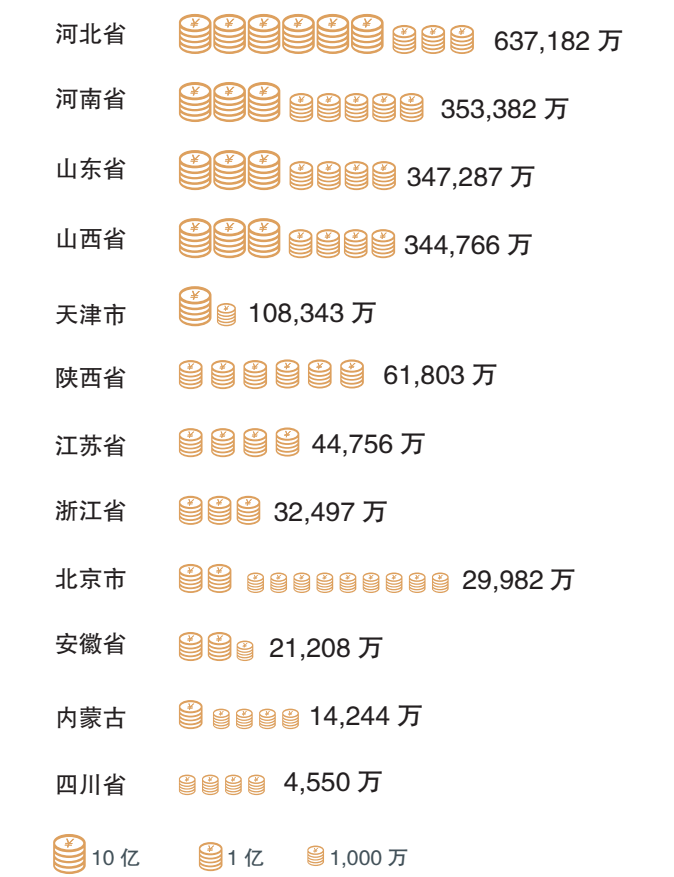 河北省 637,182 万
河南省 353,382 万
山东省 347,287 万
山西省 344,766 万
天津市 108,343 万
陕西省 61,803 万
江苏省 44,756 万
浙江省 32,497 万
北京市 29,982 万
安徽省 21,208 万
内蒙古 14,244 万
四川省 4,550 万
10 亿 1 亿 1,000 万